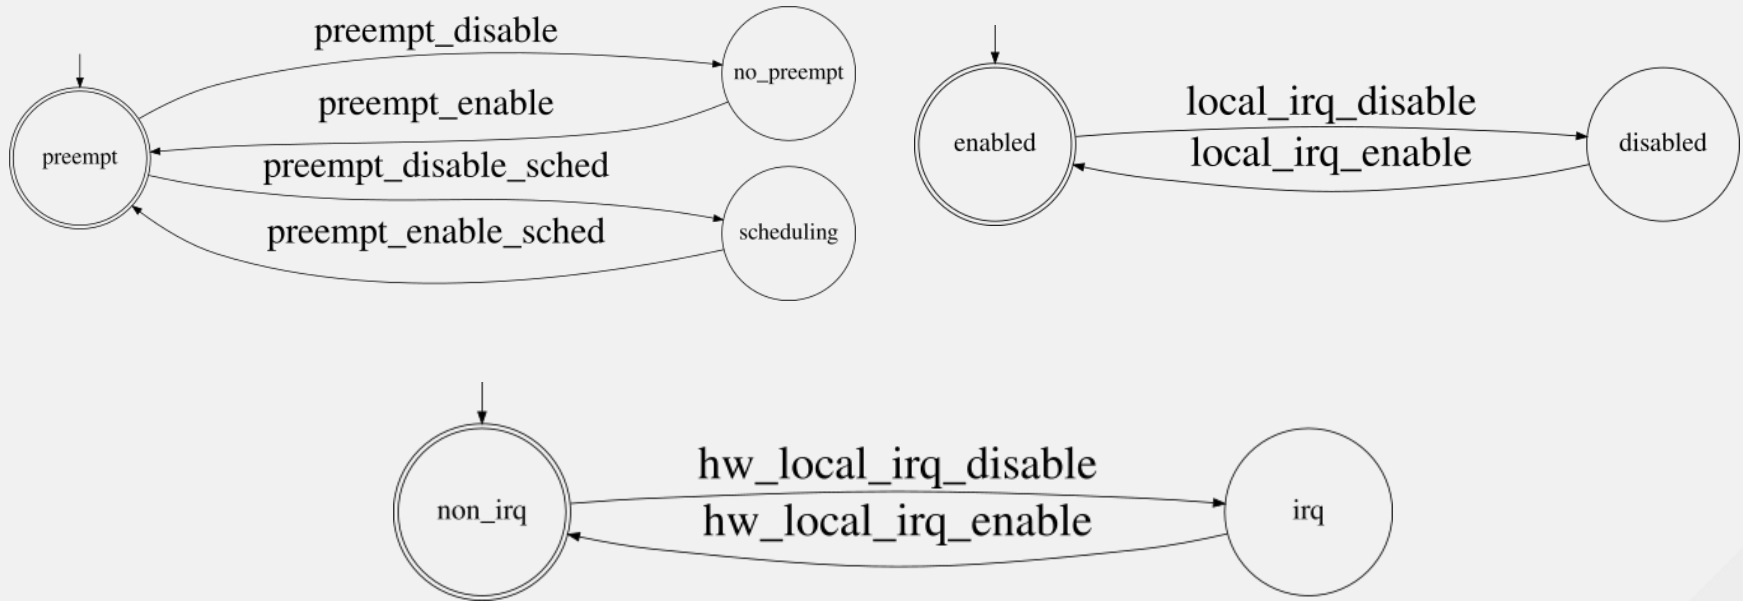 preempt_disable
no_preempt
preempt_enable
preempt
preempt_disable_sched
preempt_enable_sched
scheduling
local_irq_disable
enabled
disabled
local_irq_enable
hw_local_irq_disable
non_irq
irq
hw_local_irq_enable